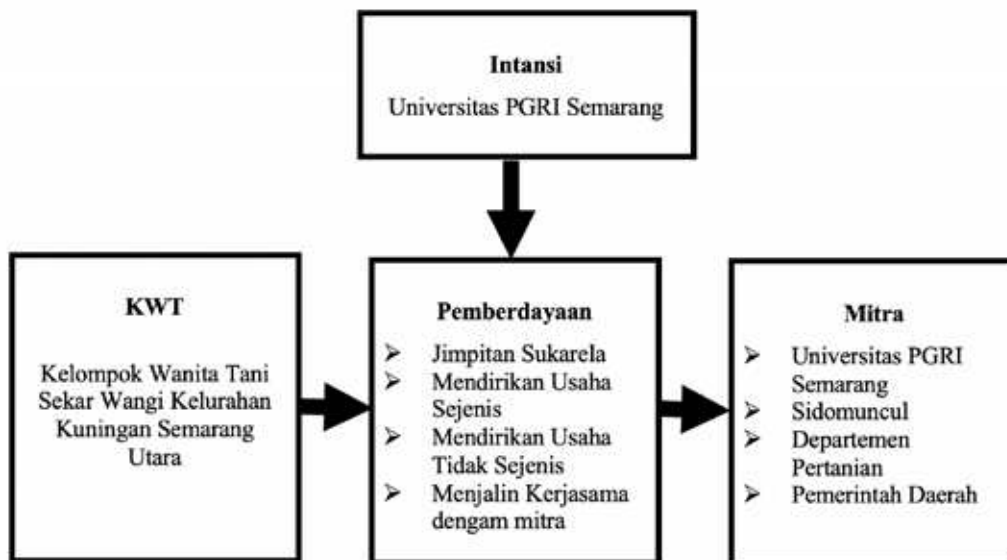 Intansi
Universitas PGRI Semarang
KWT
Kelompok Wanita Tani
Sekar Wangi Kelurahan
Kuningan Semarang
Utara
Pemberdayaan
➢ Jimpitan Sukarela
➢ Mendirikan Usaha
Sejenis
➢ Mendirikan Usaha
Tidak Sejenis
➢ Menjalin Kerjasama
dengam mitra
Mitra
➢ Universitas PGRI
Semarang
➢ Sidomuncul
➢ Departemen
Pertanian
➢ Pemerintah Daerah